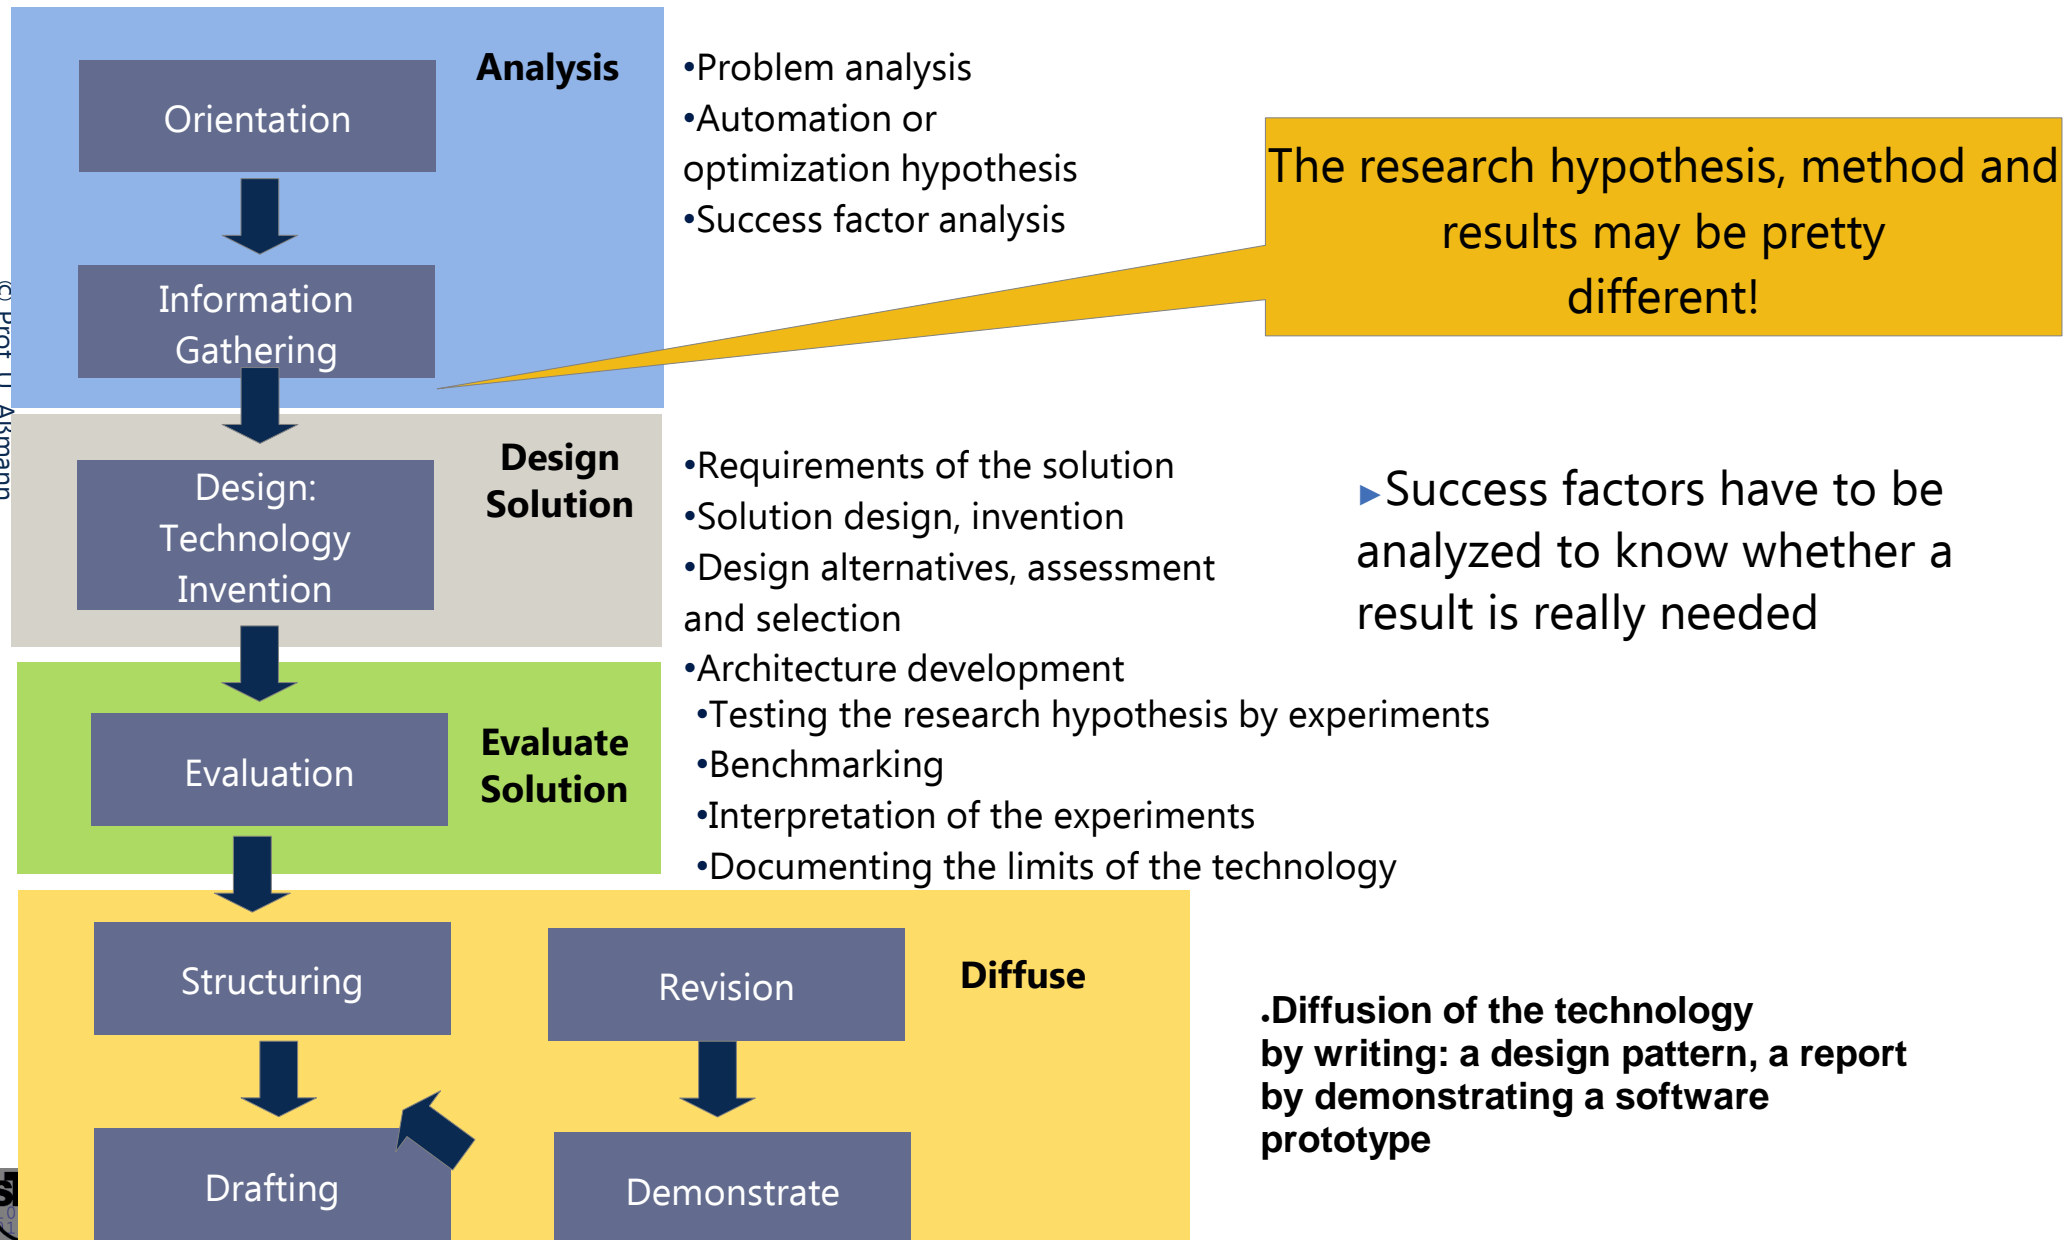 Analysis
Orientation
Information
Gathering
•Problem analysis
•Automation or
optimization hypothesis
•Success factor analysis
The research hypothesis, method and
results may be pretty
different!
Design
Solution
Design:
Technology
Invention
•Requirements of the solution
•Solution design, invention
•Design alternatives, assessment
and selection
•Architecture development
►Success factors have to be
analyzed to know whether a
result is really needed
Evaluate
Solution
Evaluation
•Testing the research hypothesis by experiments
•Benchmarking
•Interpretation of the experiments
•Documenting the limits of the technology
Diffuse
Structuring
Revision
Drafting
Demonstrate
•Diffusion of the technology
by writing: a design pattern, a report
by demonstrating a software
prototype
© Prof. U. Aßmann